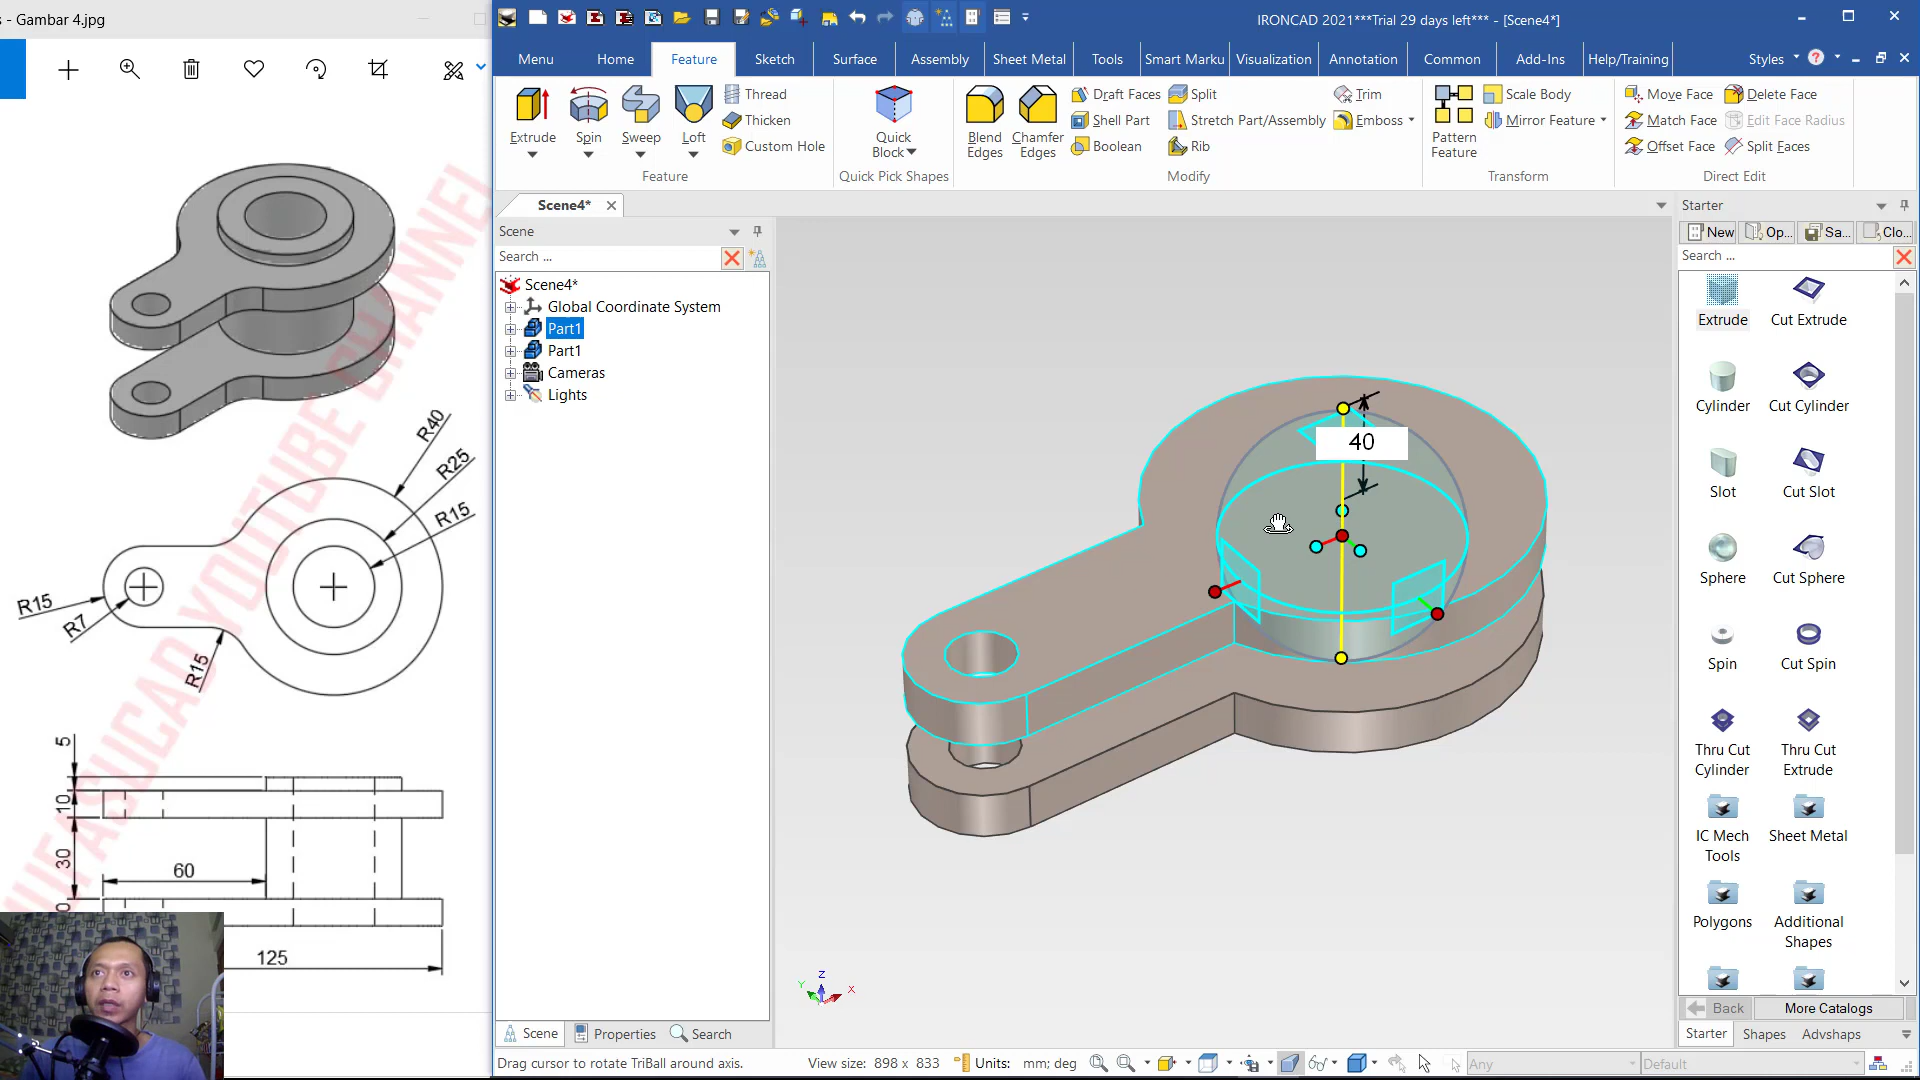 s - Gambar 4.jpg
IRONCAD 2021***Trial 29 days left*** - [Scene4*]
Menu
Home
Feature
Sketch
Surface
Assembly
Sheet Metal
Tools
Smart Marku
Visualization
Annotation
Common
Add-Ins
Help/Training
Styles
Extrude
Spin
Sweep
Loft
Thread
Thicken
Custom Hole
Feature
Quick
Block
Quick Pick Shapes
Blend
Edges
Chamfer
Edges
Draft Faces
Shell Part
Boolean
Split
Stretch Part/Assembly
Rib
Trim
Emboss
Modify
Pattern
Feature
Scale Body
Mirror Feature
Transform
Move Face
Match Face
Offset Face
Delete Face
Edit Face Radius
Split Faces
Direct Edit
Scene4*
Scene
Search ...
Scene4*
Global Coordinate System
Part1
Part1
Cameras
Lights
Scene
Properties
Search
40
Z
Y
X
Starter
New
Op...
Sa...
Clo...
Search ...
Extrude
Cut Extrude
Cylinder
Cut Cylinder
Slot
Cut Slot
Sphere
Cut Sphere
Spin
Cut Spin
Thru Cut
Cylinder
Thru Cut
Extrude
IC Mech
Tools
Sheet Metal
Polygons
Additional
Shapes
Back
More Catalogs
Starter
Shapes
Advshaps
UFASUCAD YOUTUBE CHANNEL
R40
R25
R15
R15
R7
R15
5
10
30
0
60
125
Drag cursor to rotate TriBall around axis.
View size: 898 x 833
Units:
mm; deg
Any
Default